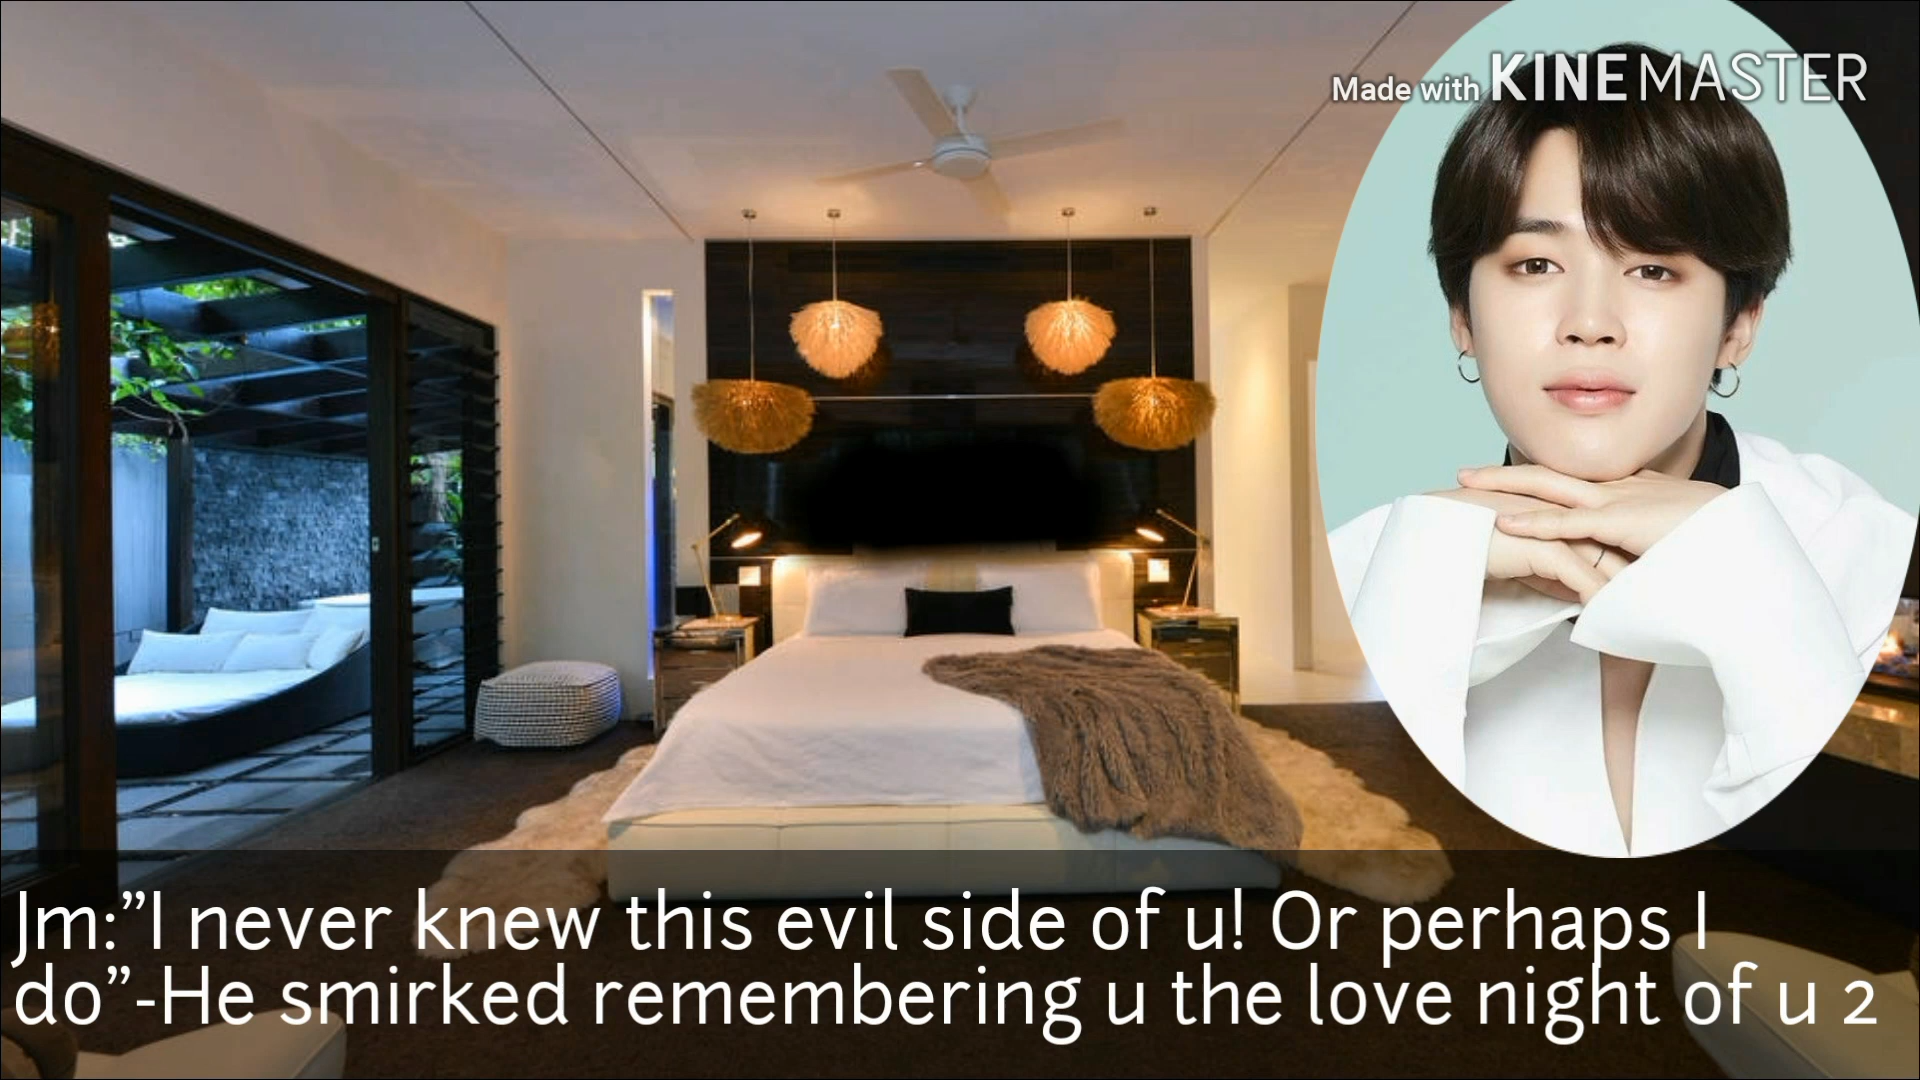 Made with KINEMASTER
Jm:”I never knew this evil side of u! Or perhaps I
do”-He smirked remembering u the love night of u 2